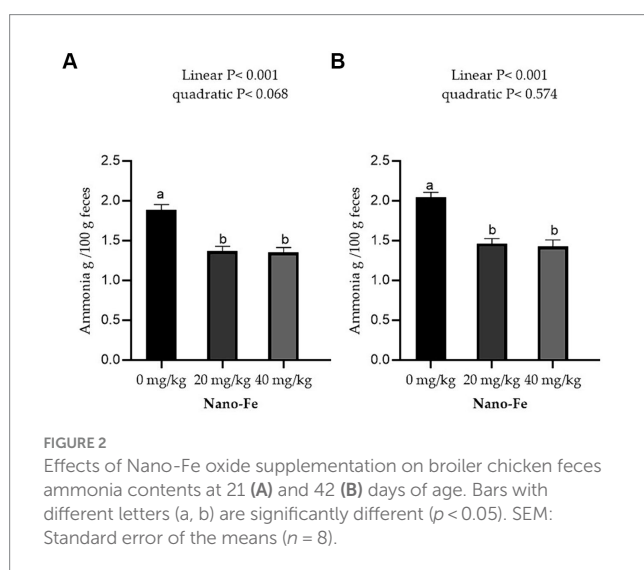 A
Linear P< 0.001
quadratic P< 0.068
Ammonia g /100 g feces
2.5
2.0
1.5
1.0
0.5
0.0
a
b
b
0 mg/kg 20 mg/kg 40 mg/kg
Nano-Fe
B
Linear P< 0.001
quadratic P< 0.574
Ammonia g /100 g feces
2.5
2.0
1.5
1.0
0.5
0.0
a
b
b
0 mg/kg 20 mg/kg 40 mg/kg
Nano-Fe
FIGURE 2
Effects of Nano-Fe oxide supplementation on broiler chicken feces
ammonia contents at 21 (A) and 42 (B) days of age. Bars with
different letters (a, b) are significantly different (p < 0.05). SEM:
Standard error of the means (n = 8).